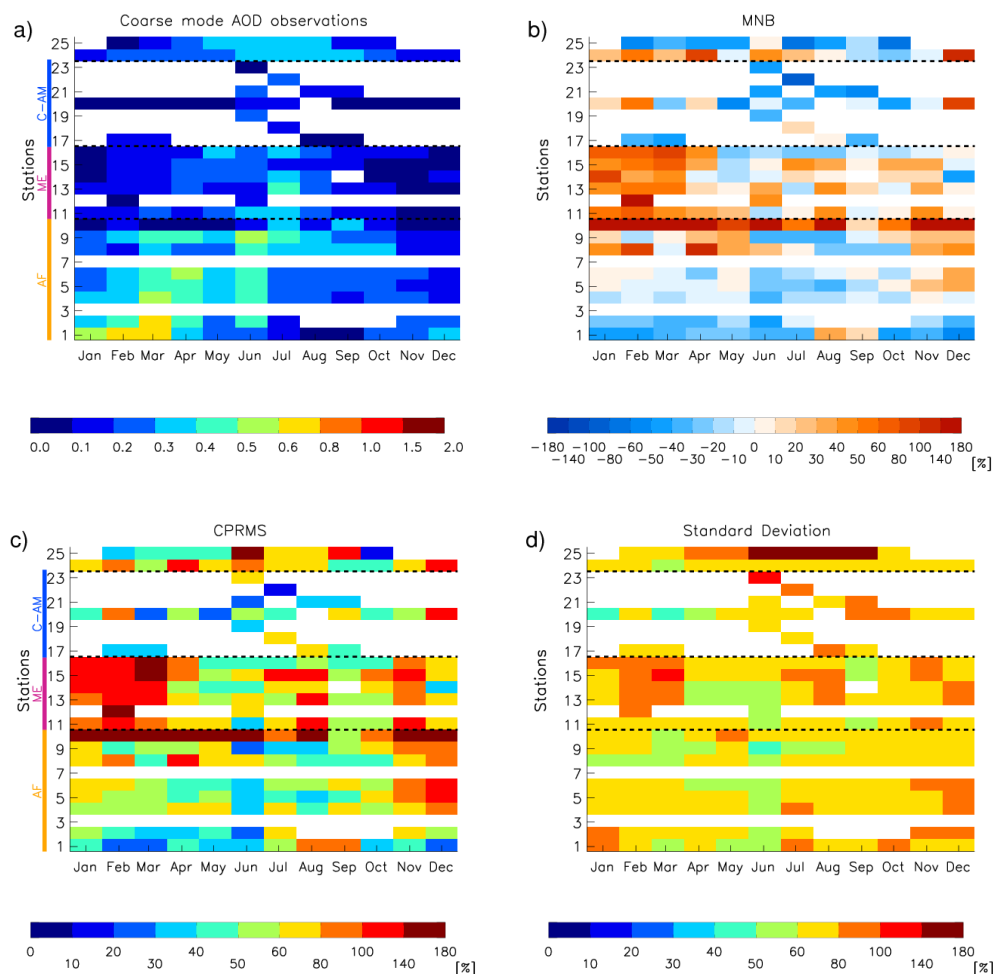 a)
Coarse mode AOD observations
25
23
21
19
17
15
13
11
9
7
5
3
1
Stations
C-AM
ME
AF
Jan Feb Mar Apr May Jun Jul Aug Sep Oct Nov Dec
0.0 0.1 0.2 0.3 0.4 0.5 0.6 0.8 1.0 1.5 2.0
b)
MNB
25
23
21
19
17
15
13
11
9
7
5
3
1
Jan Feb Mar Apr May Jun Jul Aug Sep Oct Nov Dec
-180 -100 -60 -40 -20 0 20 40 60 100 180
-140 -80 -50 -30 -10 10 30 50 80 140 [%]
c)
CPRMS
25
23
21
19
17
15
13
11
9
7
5
3
1
Stations
C-AM
ME
AF
Jan Feb Mar Apr May Jun Jul Aug Sep Oct Nov Dec
0 20 40 60 100 180
10 30 50 80 140 [%]
d)
Standard Deviation
25
23
21
19
17
15
13
11
9
7
5
3
1
Jan Feb Mar Apr May Jun Jul Aug Sep Oct Nov Dec
0 20 40 60 100 180
10 30 50 80 140 [%]